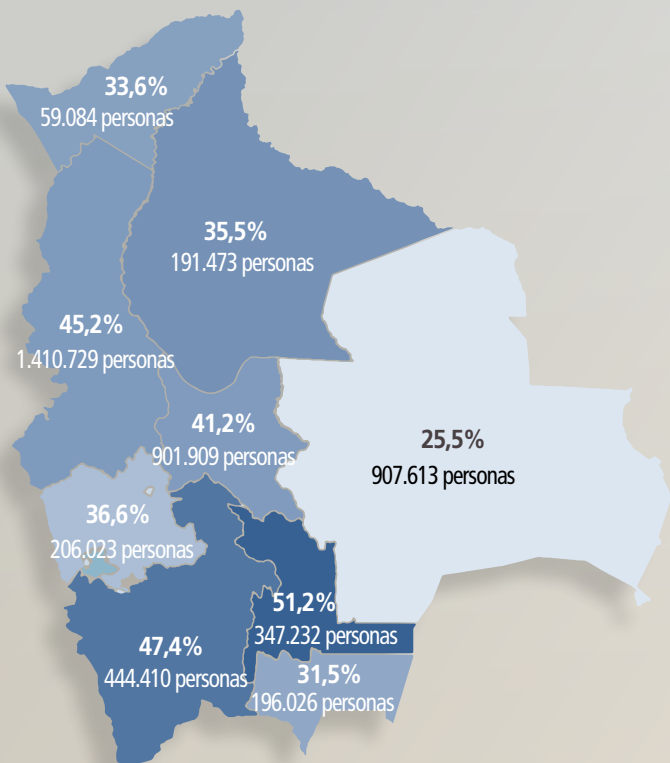 33,6%
59.084 personas
35,5%
191.473 personas
45,2%
1.410.729 personas
41,2%
901.909 personas
25,5%
907.613 personas
36,6%
206.023 personas
51,2%
347.232 personas
47,4%
444.410 personas
31,5%
196.026 personas